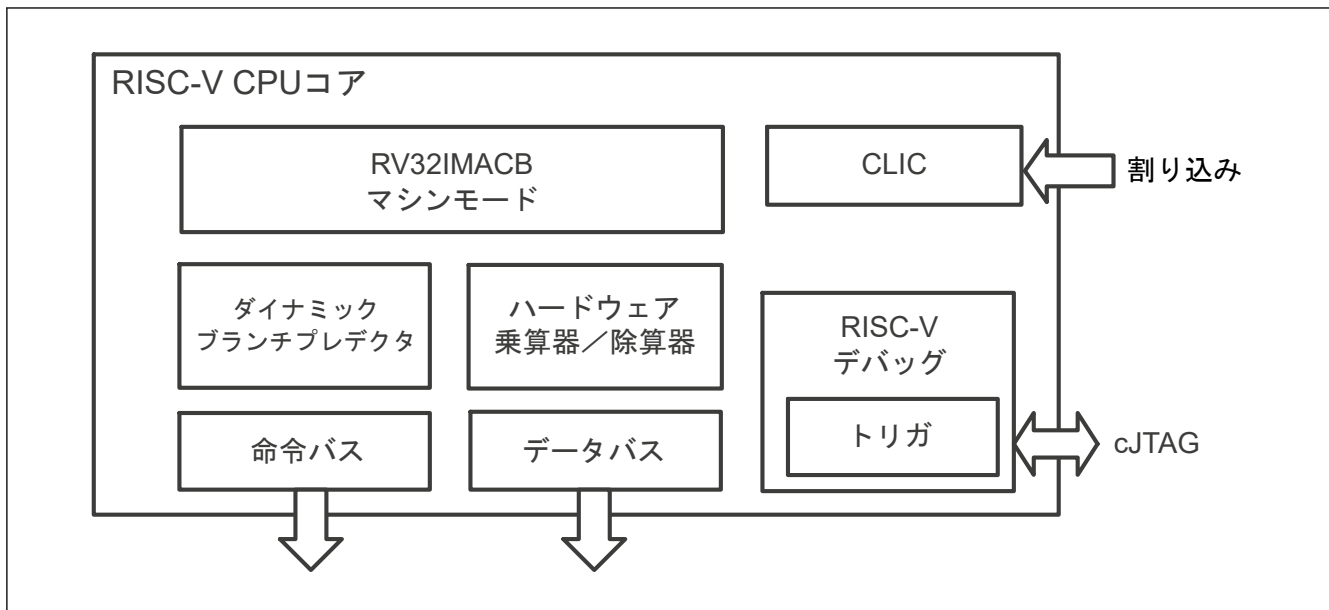 RISC-V CPUコア
RV32IMACB
マシンモード
CLIC
割り込み
ダイナミック
ブランチプレデクタ
ハードウェア
乗算器／除算器
RISC-V
デバッグ
トリガ
cJTAG
命令バス
データバス